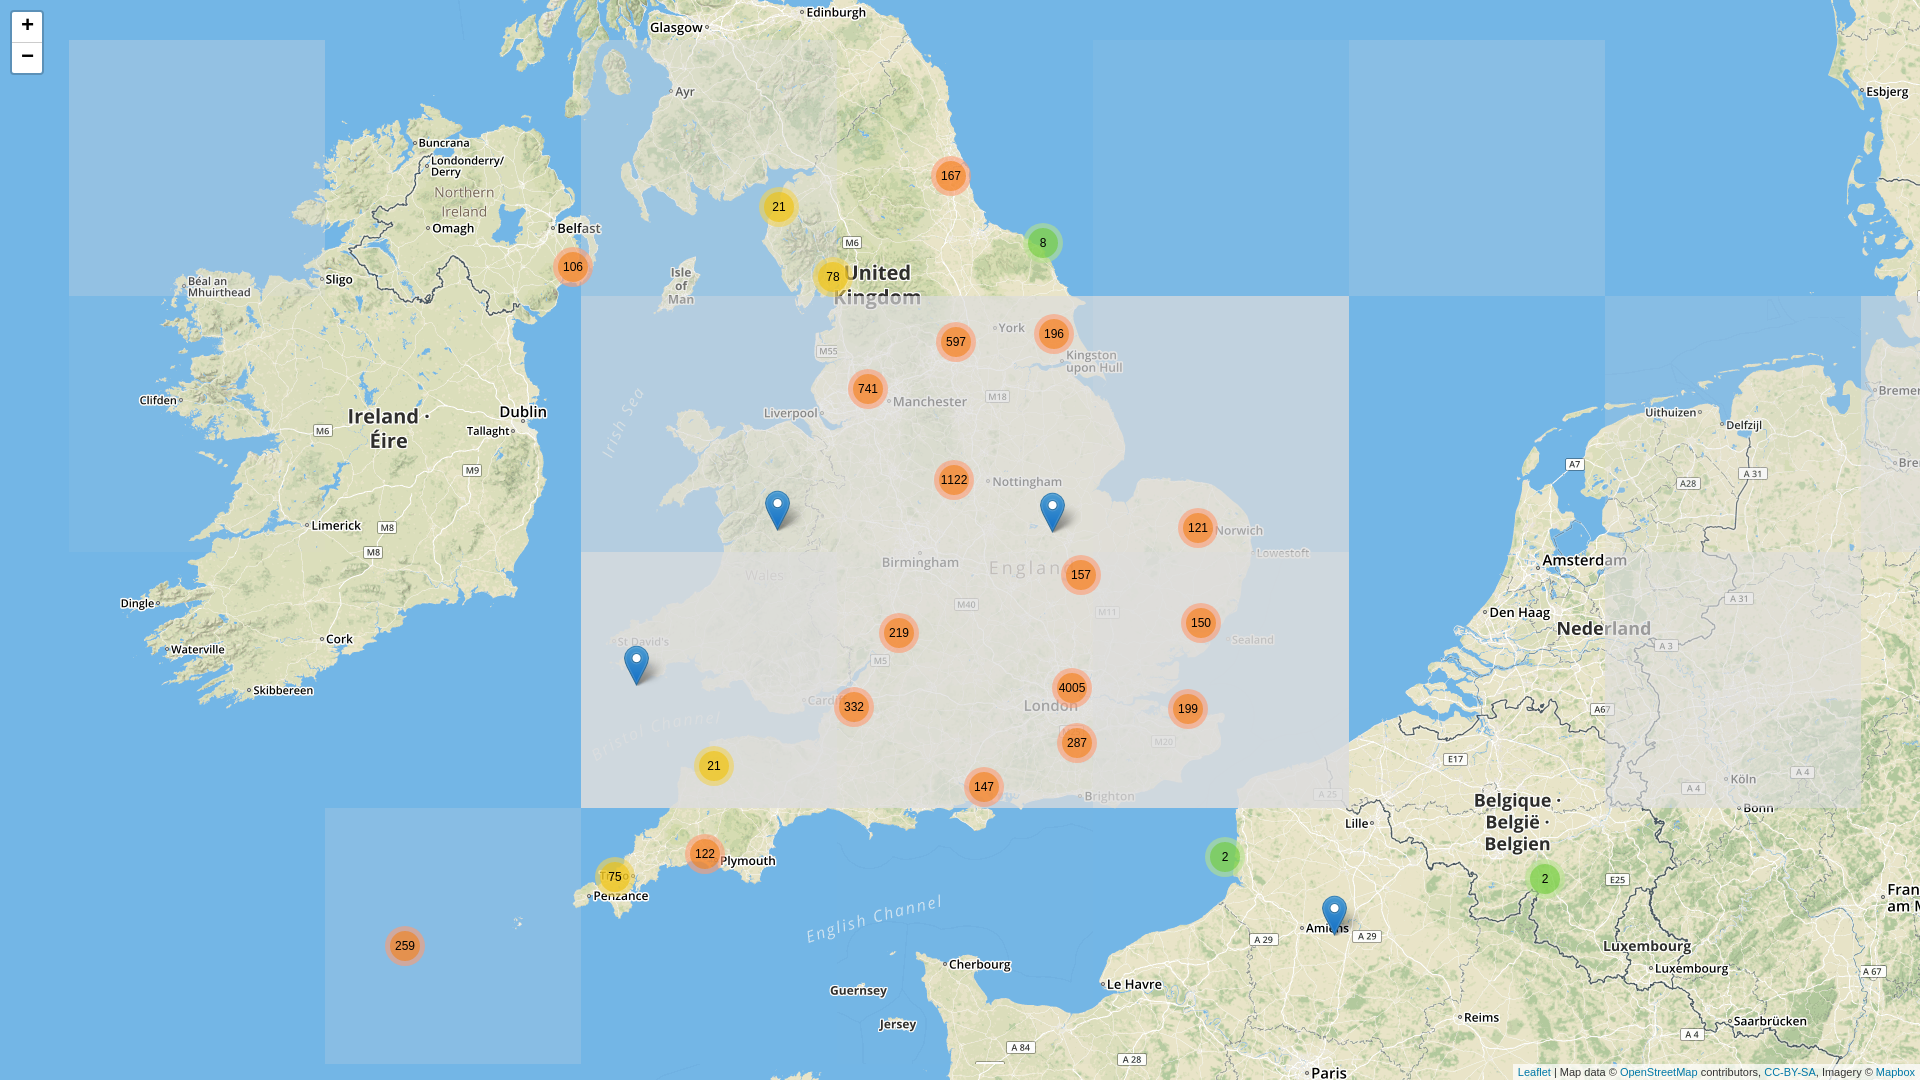 +
−
Edinburgh
Glasgow
Ayr
Esbjerg
Buncrana
Londonderry/
Derry
Northern
Ireland
Omagh
Belfast
167
21
M6
8
106
78
United
Kingdom
Isle
of
Man
Sligo
Béal an
Mhuirthead
York
597
196
M55
Kingston
upon Hull
741
Manchester
M18
Liverpool
Clifden
Ireland ·
Éire
Dublin
Tallaght
M6
M9
Irish Sea
Uithuizen
Delfzijl
A7
A 31
A28
1122
Nottingham
Limerick
M8
M8
121
Norwich
Lowestoft
Birmingham
Wales
157
Amsterdam
Dingle
M40
M11
A 31
Den Haag
Nederland
Cork
Waterville
219
150
Sealand
St David's
M5
A 3
Skibbereen
4005
London
Cardiff
332
199
A67
Bristol Channel
287
M20
E17
21
147
Brighton
A 25
Köln
A 4
A 4
Bonn
Belgique ·
België ·
Belgien
Lille
122
Plymouth
2
75
Penzance
2
E25
English Channel
259
Amiens
A 29
A 29
Luxembourg
Luxembourg
A 67
Cherbourg
Le Havre
Guernsey
Jersey
Reims
Saarbrücken
A 4
A 84
A 28
Paris
Leaflet | Map data © OpenStreetMap contributors, CC-BY-SA, Imagery © Mapbox